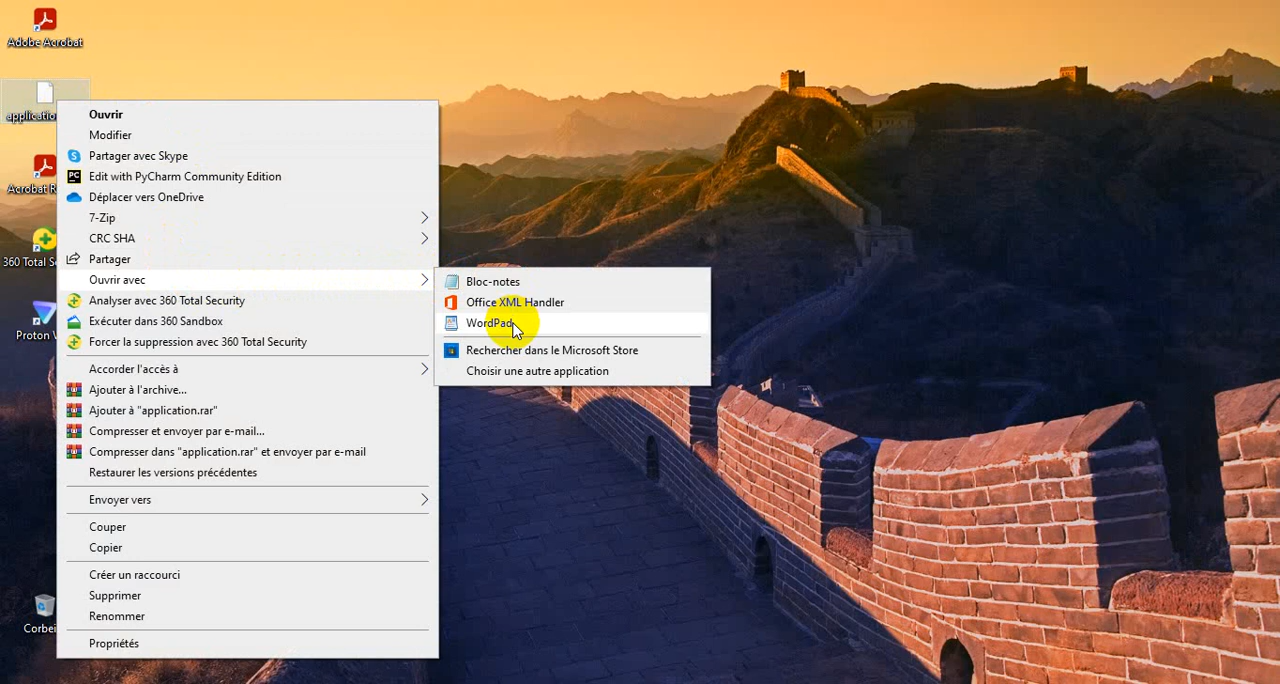 Adobe Acrobat
applicatio
Acrobat R
360 Total S
Proton V
Corbei
Ouvrir
Modifier
Partager avec Skype
Edit with PyCharm Community Edition
Déplacer vers OneDrive
7-Zip
CRC SHA
Partager
Ouvrir avec
Analyser avec 360 Total Security
Exécuter dans 360 Sandbox
Forcer la suppression avec 360 Total Security
Accorder l'accès à
Ajouter à l'archive...
Ajouter à "application.rar"
Compresser et envoyer par e-mail...
Compresser dans "application.rar" et envoyer par e-mail
Restaurer les versions précédentes
Envoyer vers
Couper
Copier
Créer un raccourci
Supprimer
Renommer
Propriétés
Bloc-notes
Office XML Handler
WordPad
Rechercher dans le Microsoft Store
Choisir une autre application